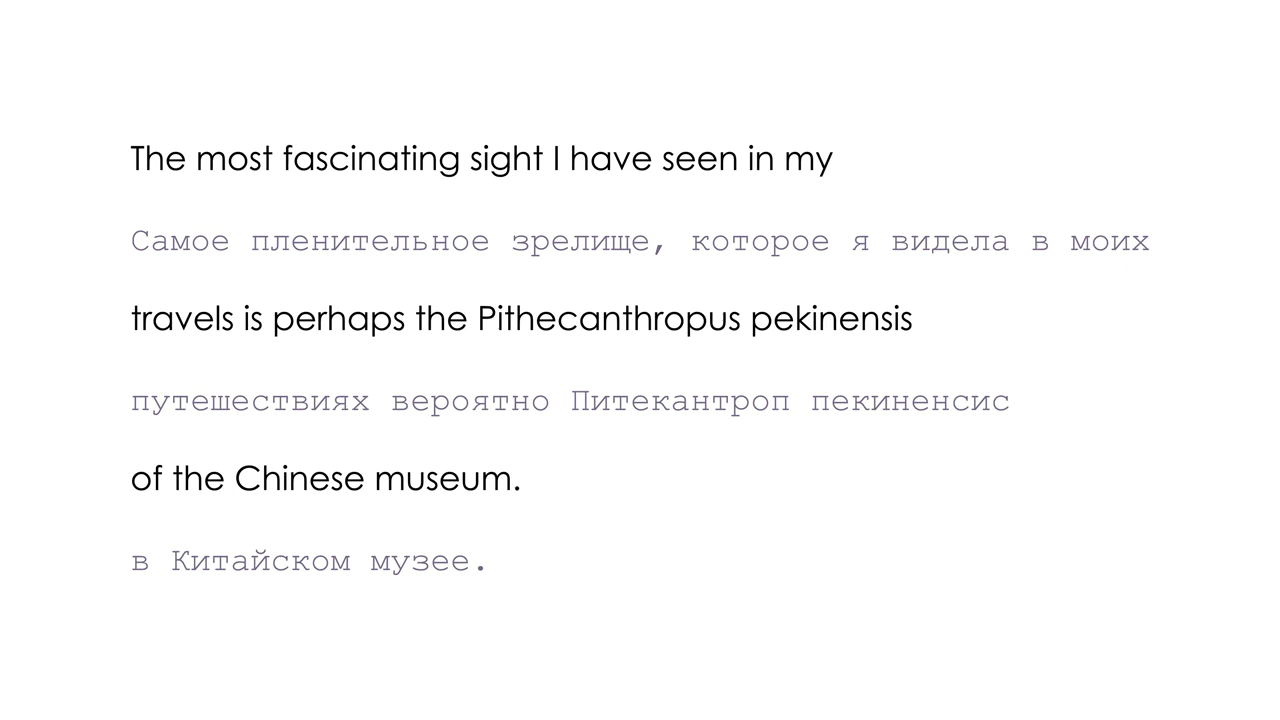 The most fascinating sight I have seen in my
Самое пленительное зрелище, которое я видела в моих
travels is perhaps the Pithecanthropus pekinensis
путешествиях вероятно Питекантроп пекиненсис
of the Chinese museum.
в Китайском музее.